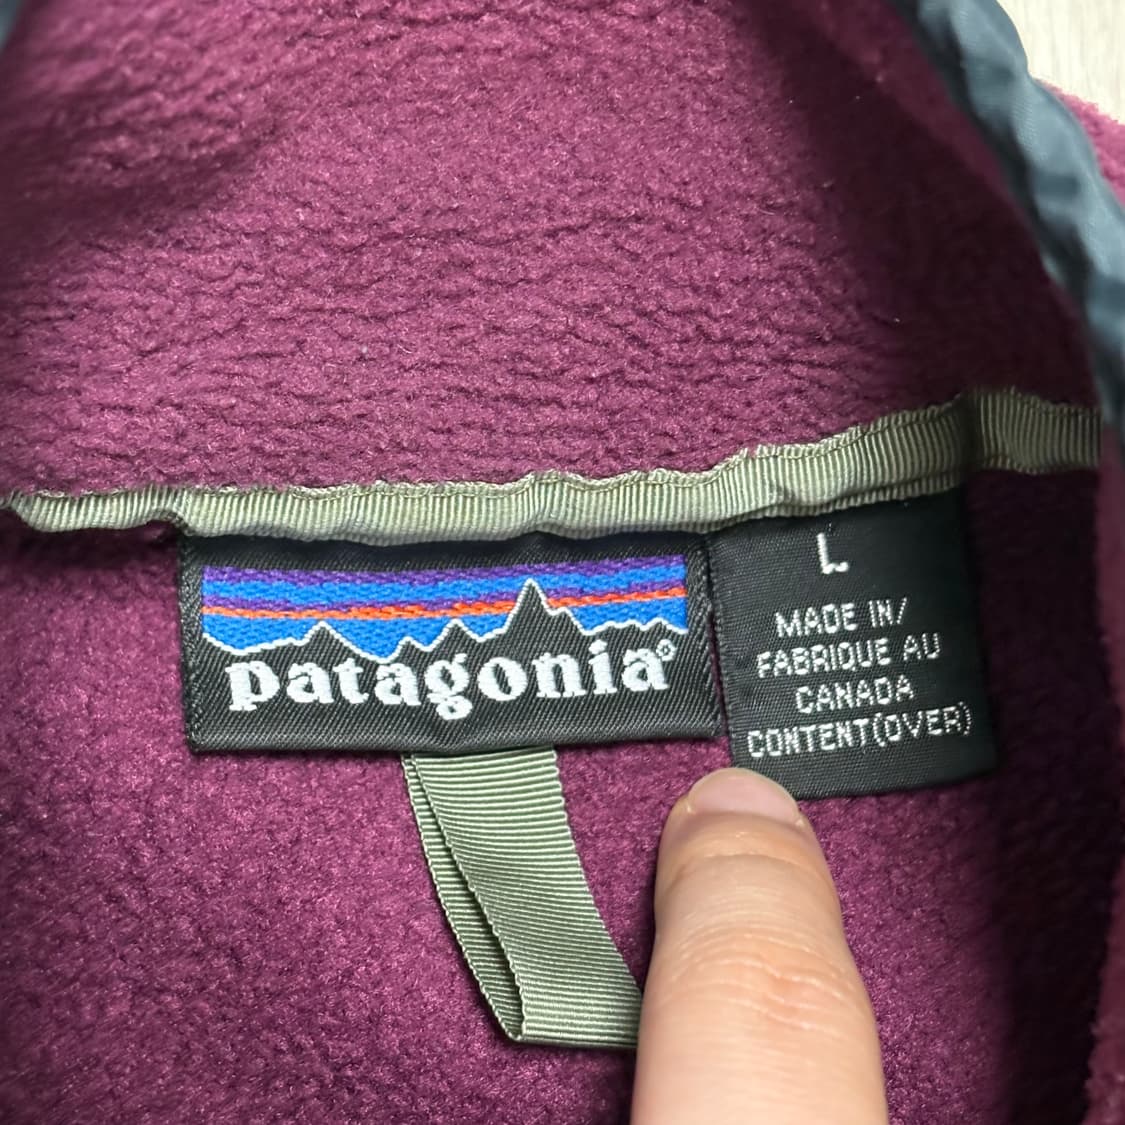 patagonia®
L
MADE IN/
FABRIQUE AU
CANADA
CONTENT(OVER)